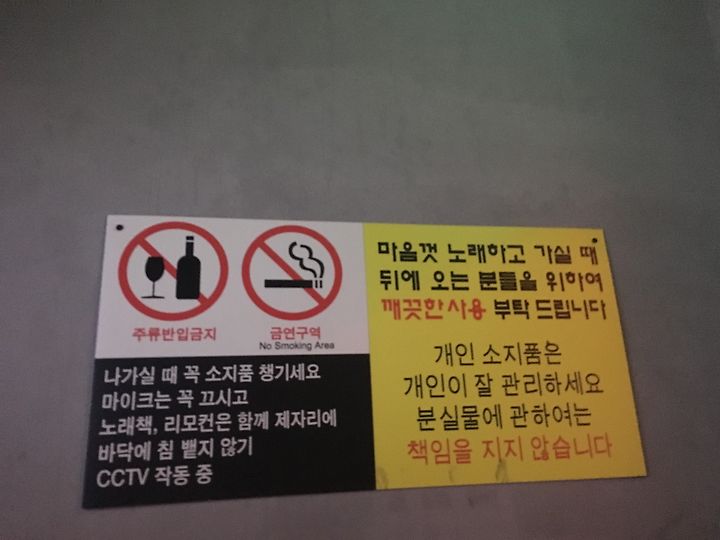 주류반입금지
금연구역
No Smoking Area
나가실 때 꼭 소지품 챙기세요
마이크는 꼭 끄시고
노래책, 리모컨은 함께 제자리에
바닥에 침 뱉지 않기
CCTV 작동 중
마음껏 노래하고 가실 때
뒤에 오는 분들을 위하여
깨끗한사용 부탁 드립니다
개인 소지품은
개인이 잘 관리하세요
분실물에 관하여는
책임을 지지 않습니다